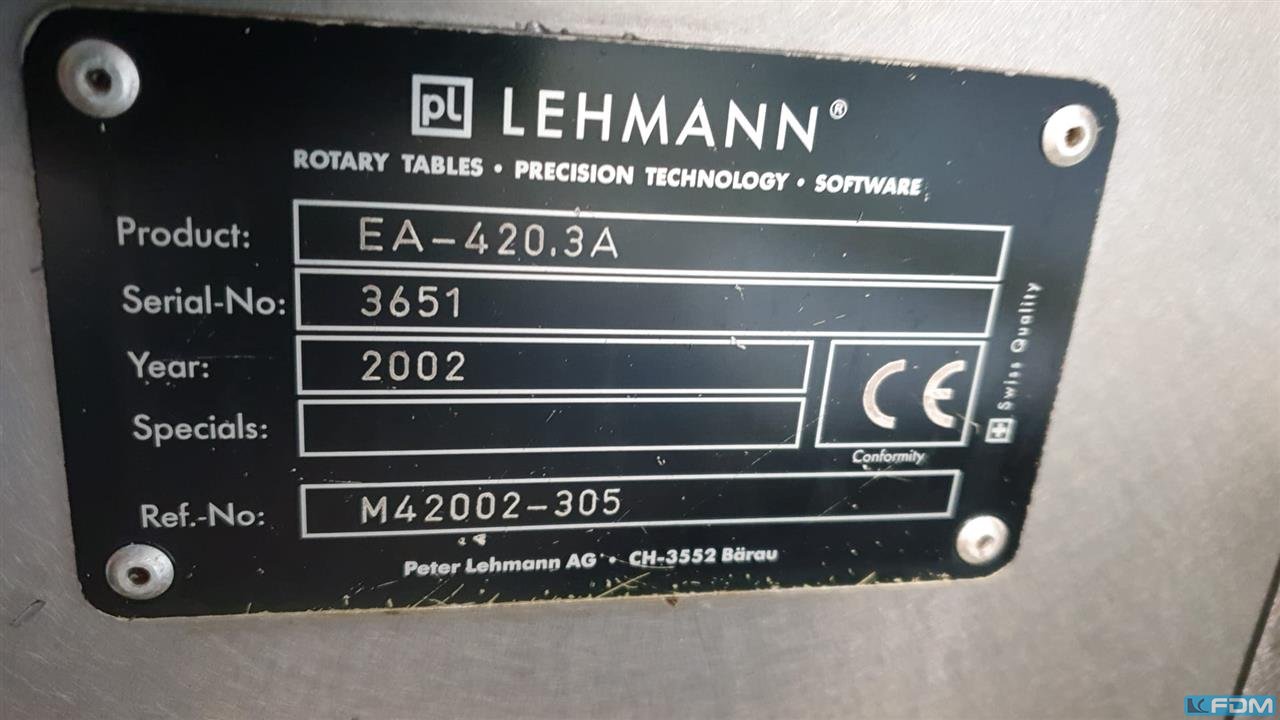 pl LEHMANN®
ROTARY TABLES • PRECISION TECHNOLOGY • SOFTWARE
Product: EA-420.3A
Serial-No: 3651
Year: 2002
Specials:
CE
Conformity
Swiss Quality
Ref.-No: M42002-305
Peter Lehmann AG • CH-3552 Bärau
FDM